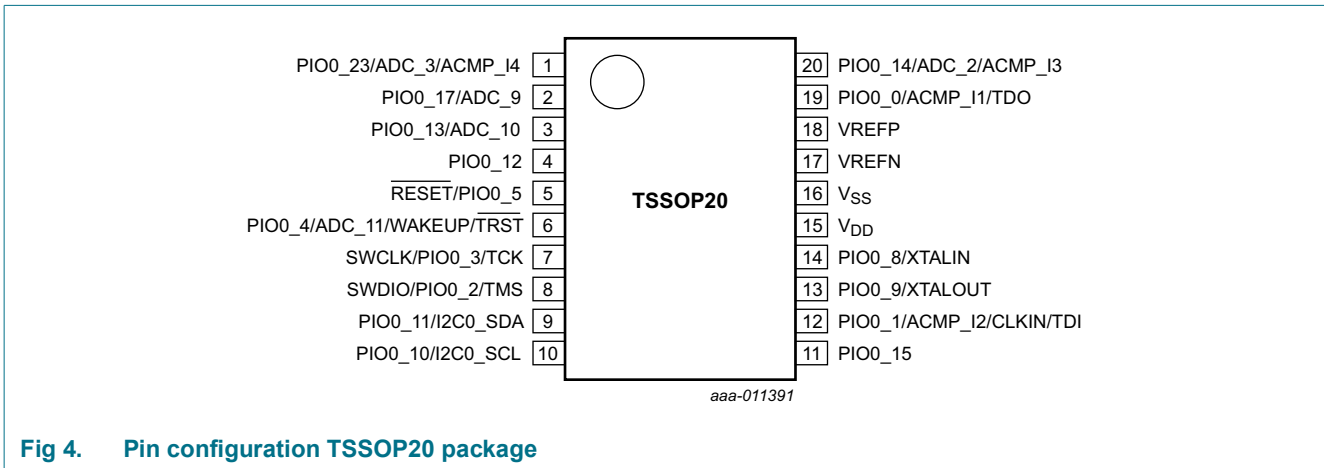 PIO0_23/ADC_3/ACMP_I4 1
PIO0_17/ADC_9 2
PIO0_13/ADC_10 3
PIO0_12 4
RESET/PIO0_5 5
PIO0_4/ADC_11/WAKEUP/TRST 6
SWCLK/PIO0_3/TCK 7
SWDIO/PIO0_2/TMS 8
PIO0_11/I2C0_SDA 9
PIO0_10/I2C0_SCL 10
TSSOP20
20 PIO0_14/ADC_2/ACMP_I3
19 PIO0_0/ACMP_I1/TDO
18 VREFP
17 VREFN
16 VSS
15 VDD
14 PIO0_8/XTALIN
13 PIO0_9/XTALOUT
12 PIO0_1/ACMP_I2/CLKIN/TDI
11 PIO0_15
aaa-011391
Fig 4. Pin configuration TSSOP20 package